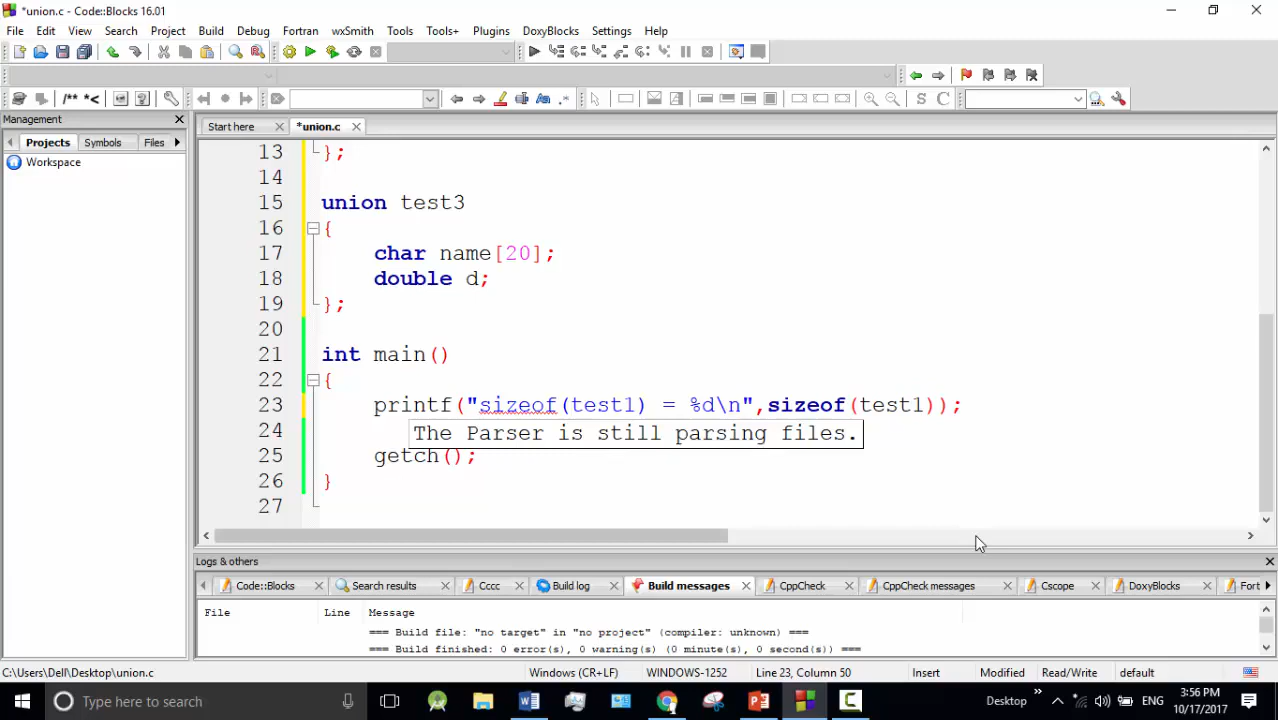 *union.c - Code::Blocks 16.01
File Edit View Search Project Build Debug Fortran wxSmith Tools Tools+ Plugins DoxyBlocks Settings Help
/** *<
S C
Management
Start here *union.c
Projects Symbols Files
Workspace
13 };
14
15 union test3
16 {
17 char name[20];
18 double d;
19 };
20
21 int main()
22 {
23 printf("sizeof(test1) = %d\n",sizeof(test1));
24 The Parser is still parsing files.
25 getch();
26 }
27
Logs & others
Code::Blocks Search results Cccc Build log Build messages CppCheck CppCheck messages Cscope DoxyBlocks Fort
File Line Message
=== Build file: "no target" in "no project" (compiler: unknown) ===
=== Build finished: 0 error(s), 0 warning(s) (0 minute(s), 0 second(s)) ===
C:\Users\Dell\Desktop\union.c Windows (CR+LF) WINDOWS-1252 Line 23, Column 50 Insert Modified Read/Write default
Type here to search Desktop ENG 3:56 PM
10/17/2017